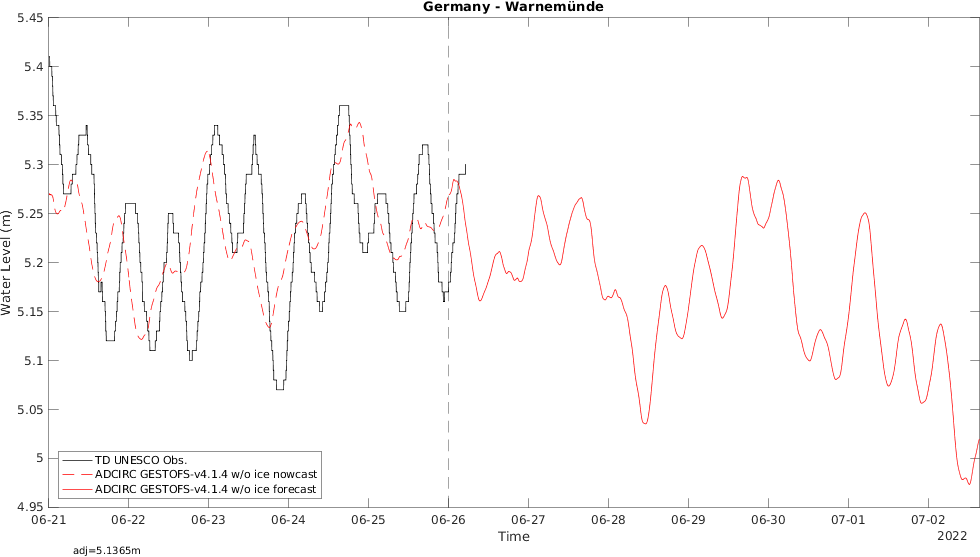 Germany - Warnemünde
5.45
5.4
5.35
5.3
5.25
5.2
5.15
5.1
5.05
5
4.95
Water Level (m)
TD UNESCO Obs.
ADCIRC GESTOFS-v4.1.4 w/o ice nowcast
ADCIRC GESTOFS-v4.1.4 w/o ice forecast
06-21 06-22 06-23 06-24 06-25 06-26 06-27 06-28 06-29 06-30 07-01 07-02
2022
Time
adj=5.1365m